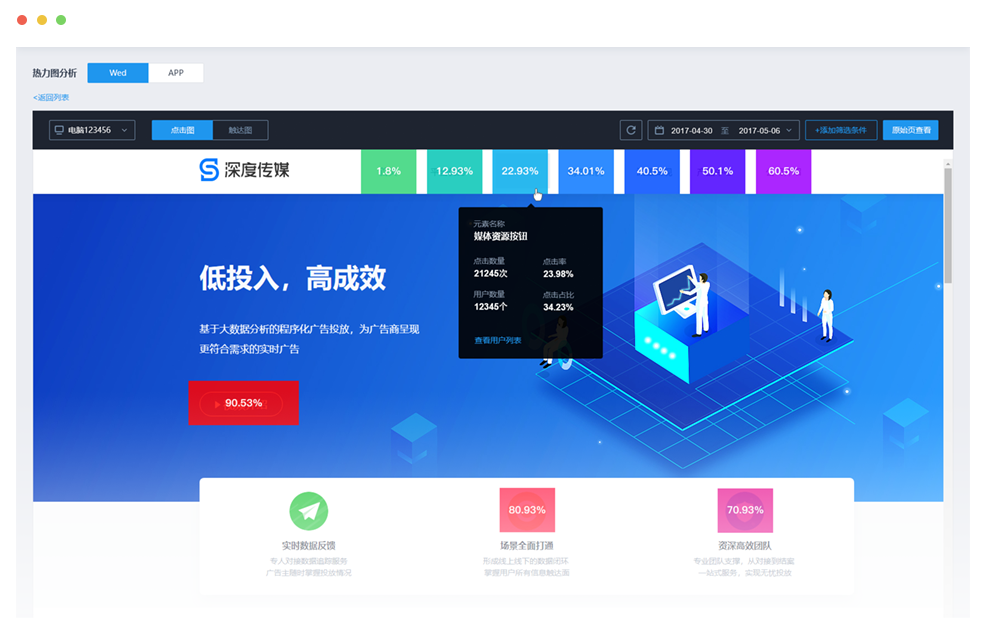 热力图分析 Wed APP
<返回列表
电脑123456 点击图 触达图 2017-04-30 至 2017-05-06 +添加筛选条件 原始页查看
深度传媒 1.8% 12.93% 22.93% 34.01% 40.5% 50.1% 60.5%
元素名称
媒体资源按钮
点击数量 点击率
21245次 23.98%
用户数量 点击占比
12345个 34.23%
查看用户列表
低投入，高成效
基于大数据分析的程序化广告投放，为广告商呈现
更符合需求的实时广告
90.53%
80.93% 70.93%
实时数据反馈 场景全面打通 资深高效团队
专人对接数据追踪服务 形成线上线下的数据闭环 专业团队支撑、从对接到结案
广告主随时掌握投放情况 掌握用户所有信息触达面 一站式服务，实现无忧投放